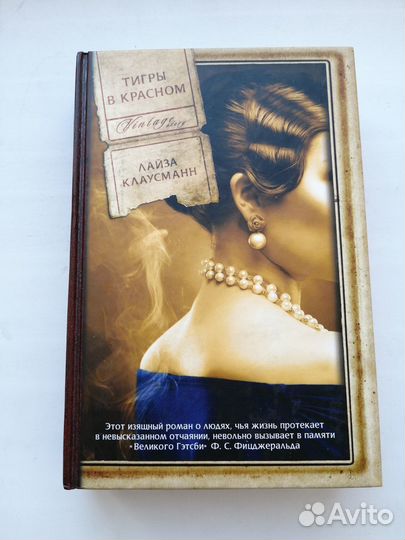 ТИГРЫ
В КРАСНОМ
Vintage Story
ЛАЙЗА
КЛАУСМАНН
Этот изящный роман о людях, чья жизнь протекает
в невысказанном отчаянии, невольно вызывает в памяти
«Великого Гэтсби» Ф. С. Фицджеральда
Avito